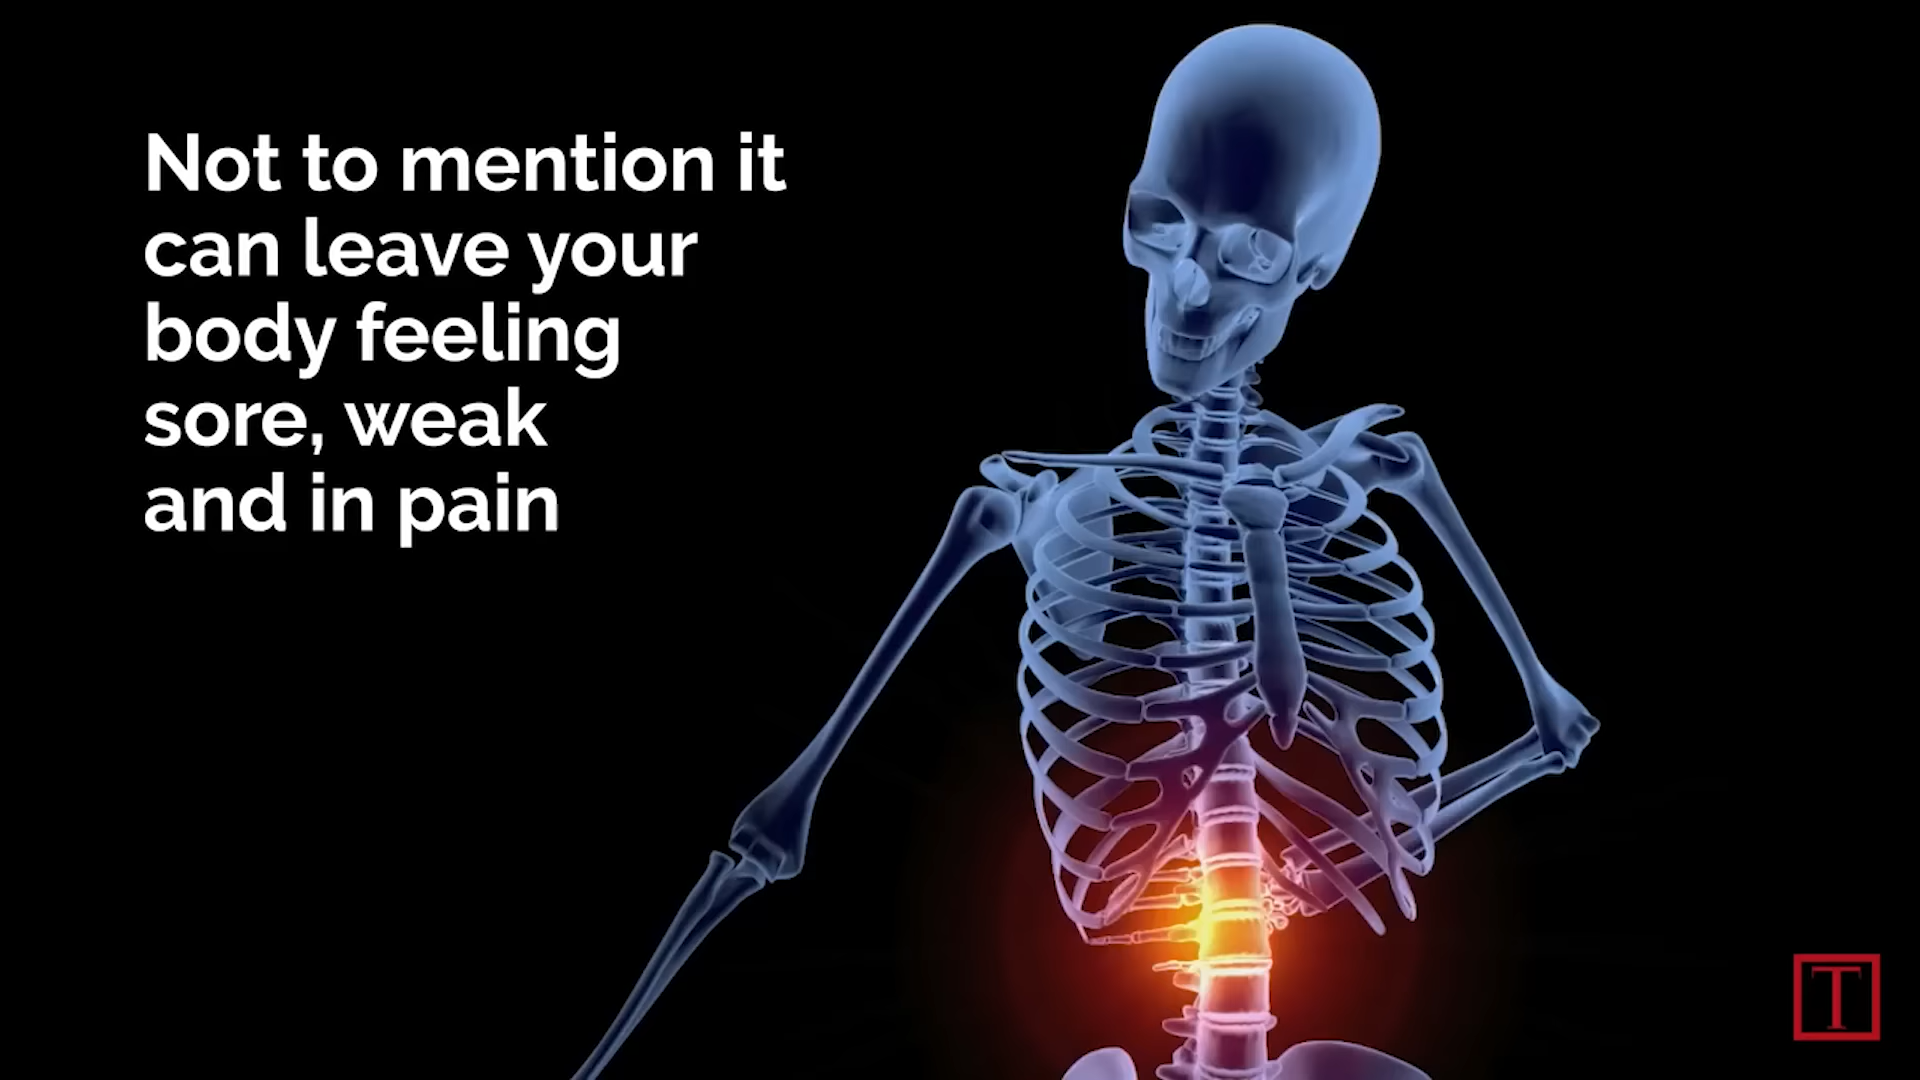 Not to mention it
can leave your
body feeling
sore, weak
and in pain
T